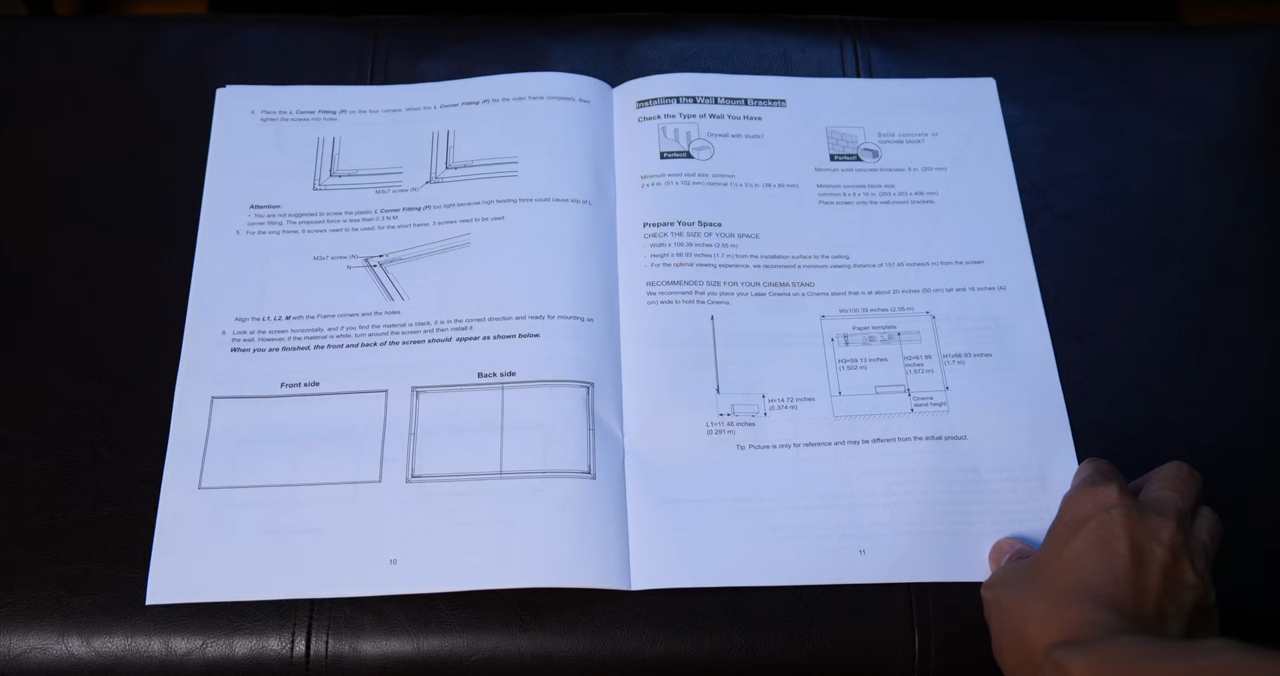 4. Place the L Corner Fitting (P) on the four corners. When the L Corner Fitting (P) fits the outer frame completely, then
tighten the screws into holes.
M3x7 screw (N)
Attention:
• You are not suggested to screw the plastic L Corner Fitting (P) too tight because high twisting force could cause slip of L
corner fitting. The proposed force is less than 0.3 N.M.
5. For the long frame, 6 screws need to be used; for the short frame, 3 screws need to be used.
M3x7 screw (N)
N
Align the L1, L2, M with the Frame corners and the holes.
6. Look at the screen horizontally, and if you find the material is black, it is in the correct direction and ready for mounting on
the wall. However, if the material is white, turn around the screen and then install it.
When you are finished, the front and back of the screen should appear as shown below.
Front side
Back side
10
Installing the Wall Mount Brackets
Check the Type of Wall You Have
Drywall with studs?
Perfect!
Minimum wood stud size: common
2 x 4 in. (51 x 102 mm) nominal 1½ x 3½ in. (38 x 89 mm)
Solid concrete or
concrete block?
Perfect!
Minimum solid concrete thickness: 8 in. (203 mm)
Minimum concrete block size:
common 8 x 8 x 16 in. (203 x 203 x 406 mm)
Place screen onto the wall-mount brackets.
Prepare Your Space
CHECK THE SIZE OF YOUR SPACE
- Width ≥ 100.39 inches (2.55 m)
- Height ≥ 66.93 inches (1.7 m) from the installation surface to the ceiling.
- For the optimal viewing experience, we recommend a minimum viewing distance of 157.45 inches(4 m) from the screen
RECOMMENDED SIZE FOR YOUR CINEMA STAND
We recommend that you place your Laser Cinema on a Cinema stand that is at about 20 inches (50 cm) tall and 16 inches (42
cm) wide to hold the Cinema.
W≥100.39 inches (2.55 m)
Paper template
H3=59.13 inches
(1.502 m)
H2=61.89
inches
(1.572 m)
H1≥66.93 inches
(1.7 m)
Cinema
stand height
H=14.72 inches
(0.374 m)
L1=11.46 inches
(0.291 m)
Tip: Picture is only for reference and may be different from the actual product.
11